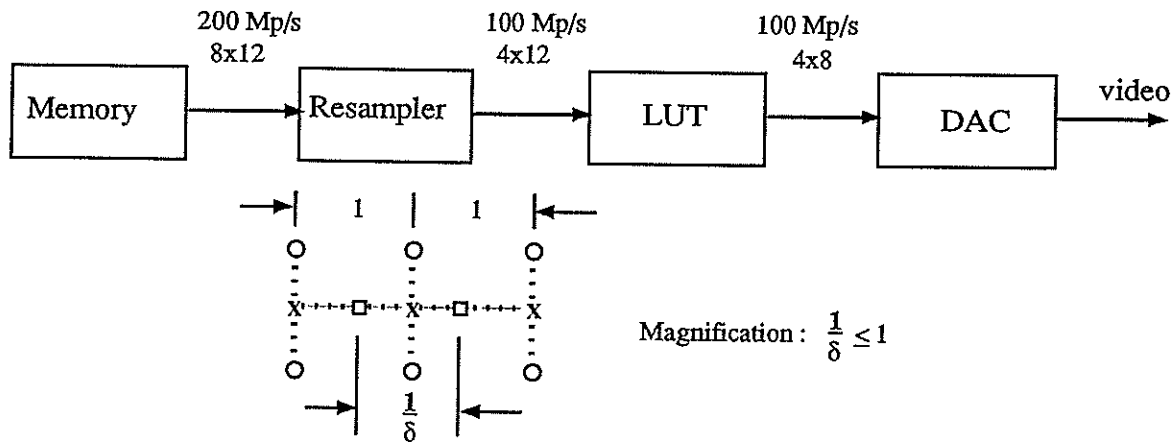 200 Mp/s
8x12
100 Mp/s
4x12
100 Mp/s
4x8
Memory
Resampler
LUT
DAC
video
1 1
x x x
Magnification : 1/δ ≤ 1
1/δ